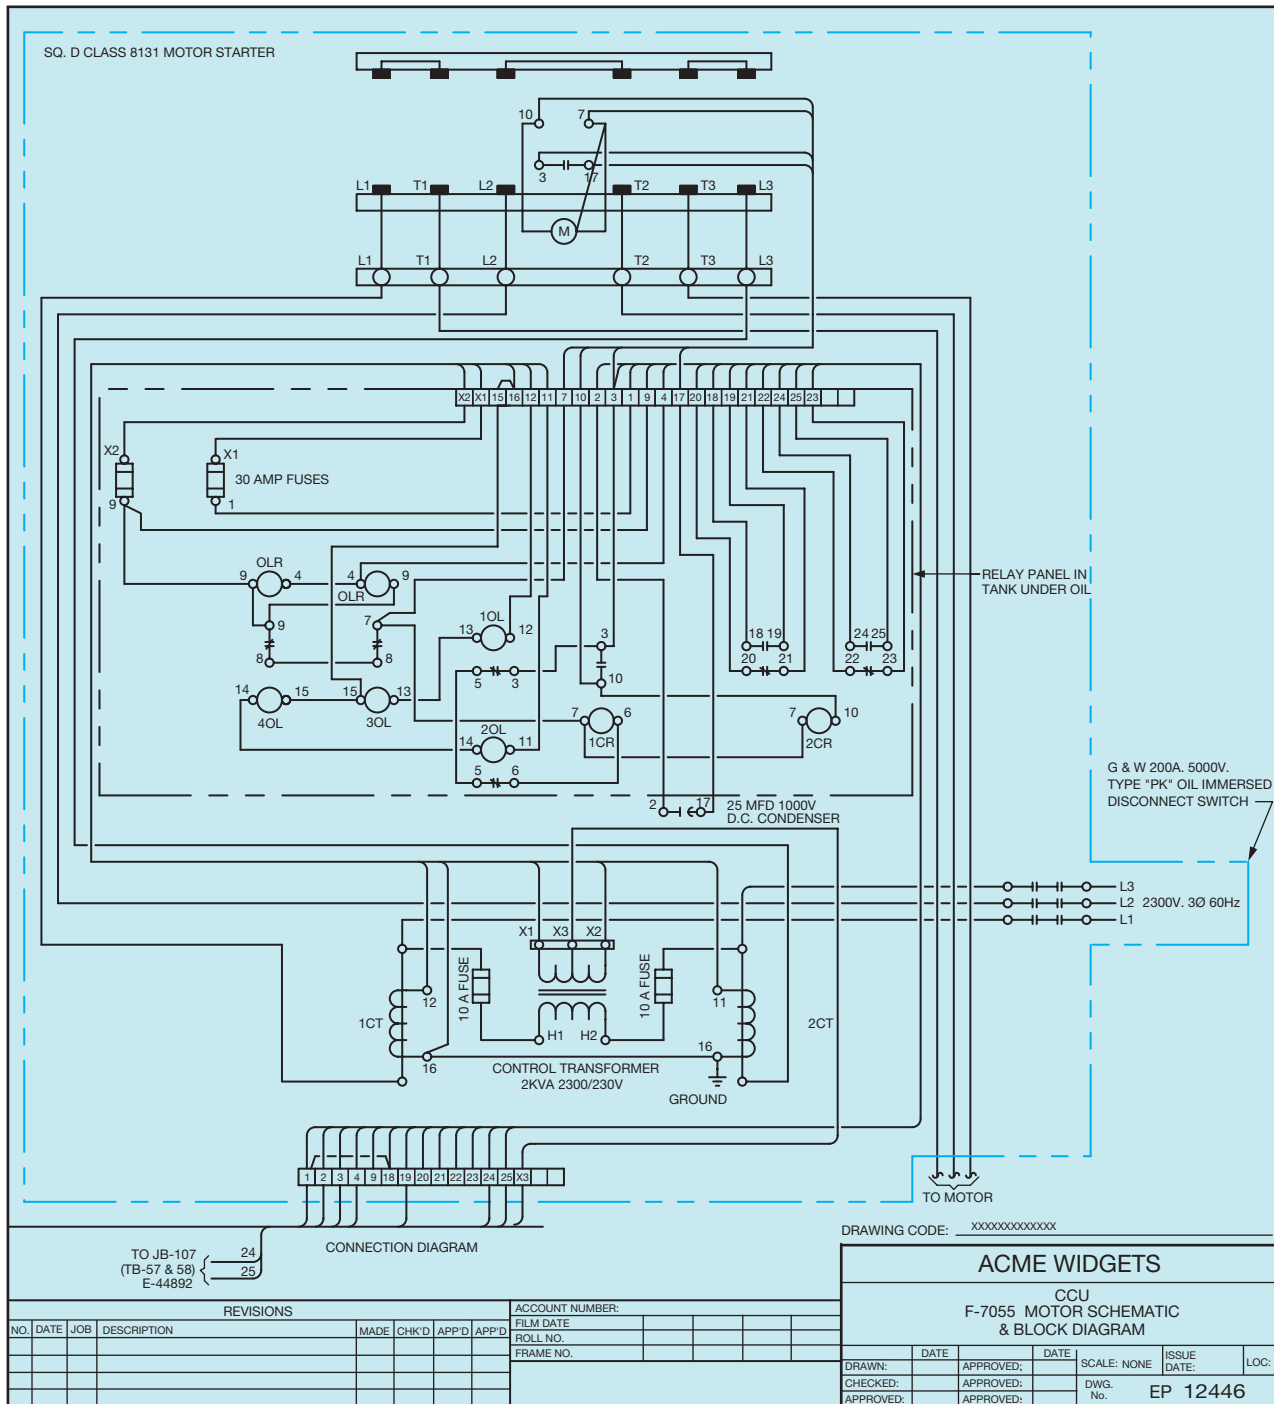 SQ. D CLASS 8131 MOTOR STARTER
10 7
3 17
L1 T1 L2 T2 T3 L3
M
L1 T1 L2 T2 T3 L3
X2 X1 15 16 12 11 7 10 2 3 1 9 4 17 20 18 19 21 22 24 25 23
X2 X1
30 AMP FUSES
9 1
OLR
9 4 4 9
OLR
RELAY PANEL IN
TANK UNDER OIL
9 7
8 8
1OL
13 12
3
18 19 24 25
20 21 22 23
5 3
10
14 15 15 13
4OL 3OL
7 6 7 10
1CR 2CR
2OL
14 11
5 6
G & W 200A. 5000V.
TYPE "PK" OIL IMMERSED
DISCONNECT SWITCH
2 17 25 MFD 1000V
D.C. CONDENSER
L3
L2 2300V. 3Ø 60Hz
L1
X1 X3 X2
10 A FUSE 10 A FUSE
12 11
1CT 2CT
H1 H2
16 16
CONTROL TRANSFORMER
2KVA 2300/230V
GROUND
1 2 3 4 9 18 19 20 21 22 23 24 25 X3
TO MOTOR
CONNECTION DIAGRAM
TO JB-107
(TB-57 & 58)
E-44892
24
25
DRAWING CODE: XXXXXXXXXXXXX
ACME WIDGETS
CCU
F-7055 MOTOR SCHEMATIC
& BLOCK DIAGRAM
REVISIONS
NO. DATE JOB DESCRIPTION MADE CHK'D APP'D APP'D
ACCOUNT NUMBER:
FILM DATE
ROLL NO.
FRAME NO.
DATE DATE
DRAWN: APPROVED;
CHECKED: APPROVED:
APPROVED: APPROVED:
SCALE: NONE
ISSUE
DATE:
LOC:
DWG.
No.
EP 12446